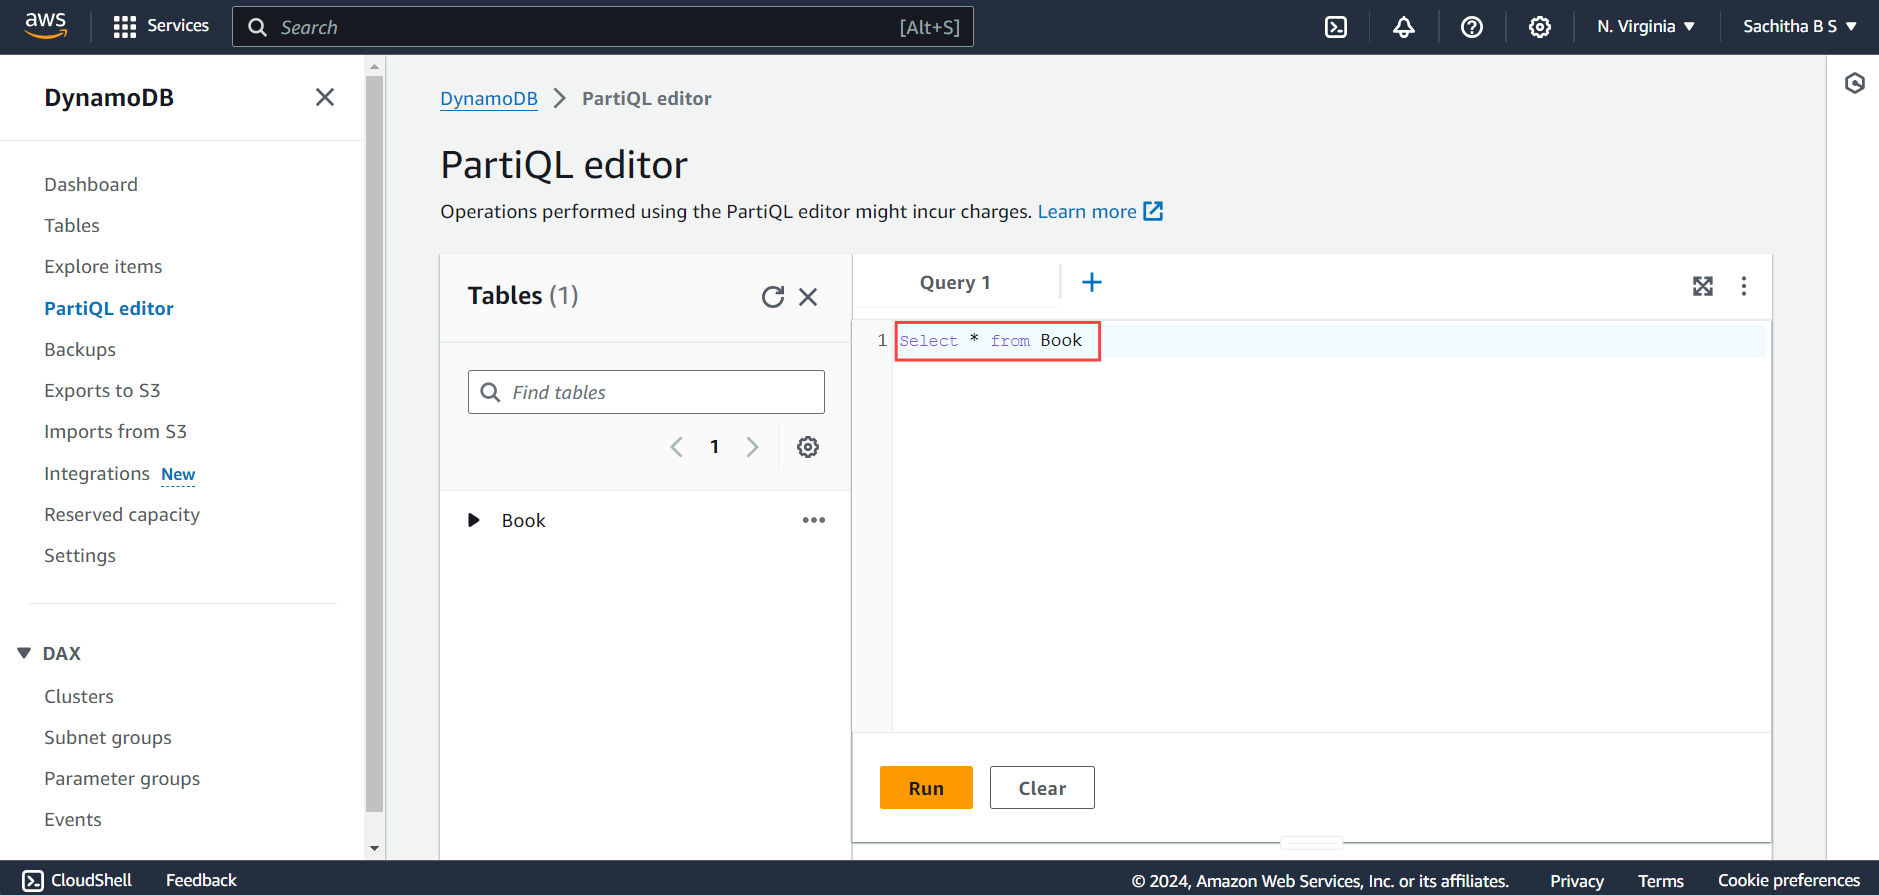 aws
Services
Search
[Alt+S]
N. Virginia
Sachitha B S
DynamoDB
Dashboard
Tables
Explore items
PartiQL editor
Backups
Exports to S3
Imports from S3
Integrations New
Reserved capacity
Settings
DAX
Clusters
Subnet groups
Parameter groups
Events
DynamoDB
PartiQL editor
PartiQL editor
Operations performed using the PartiQL editor might incur charges. Learn more
Tables (1)
Find tables
1
Book
Query 1
1 Select * from Book
Run
Clear
CloudShell
Feedback
© 2024, Amazon Web Services, Inc. or its affiliates.
Privacy
Terms
Cookie preferences